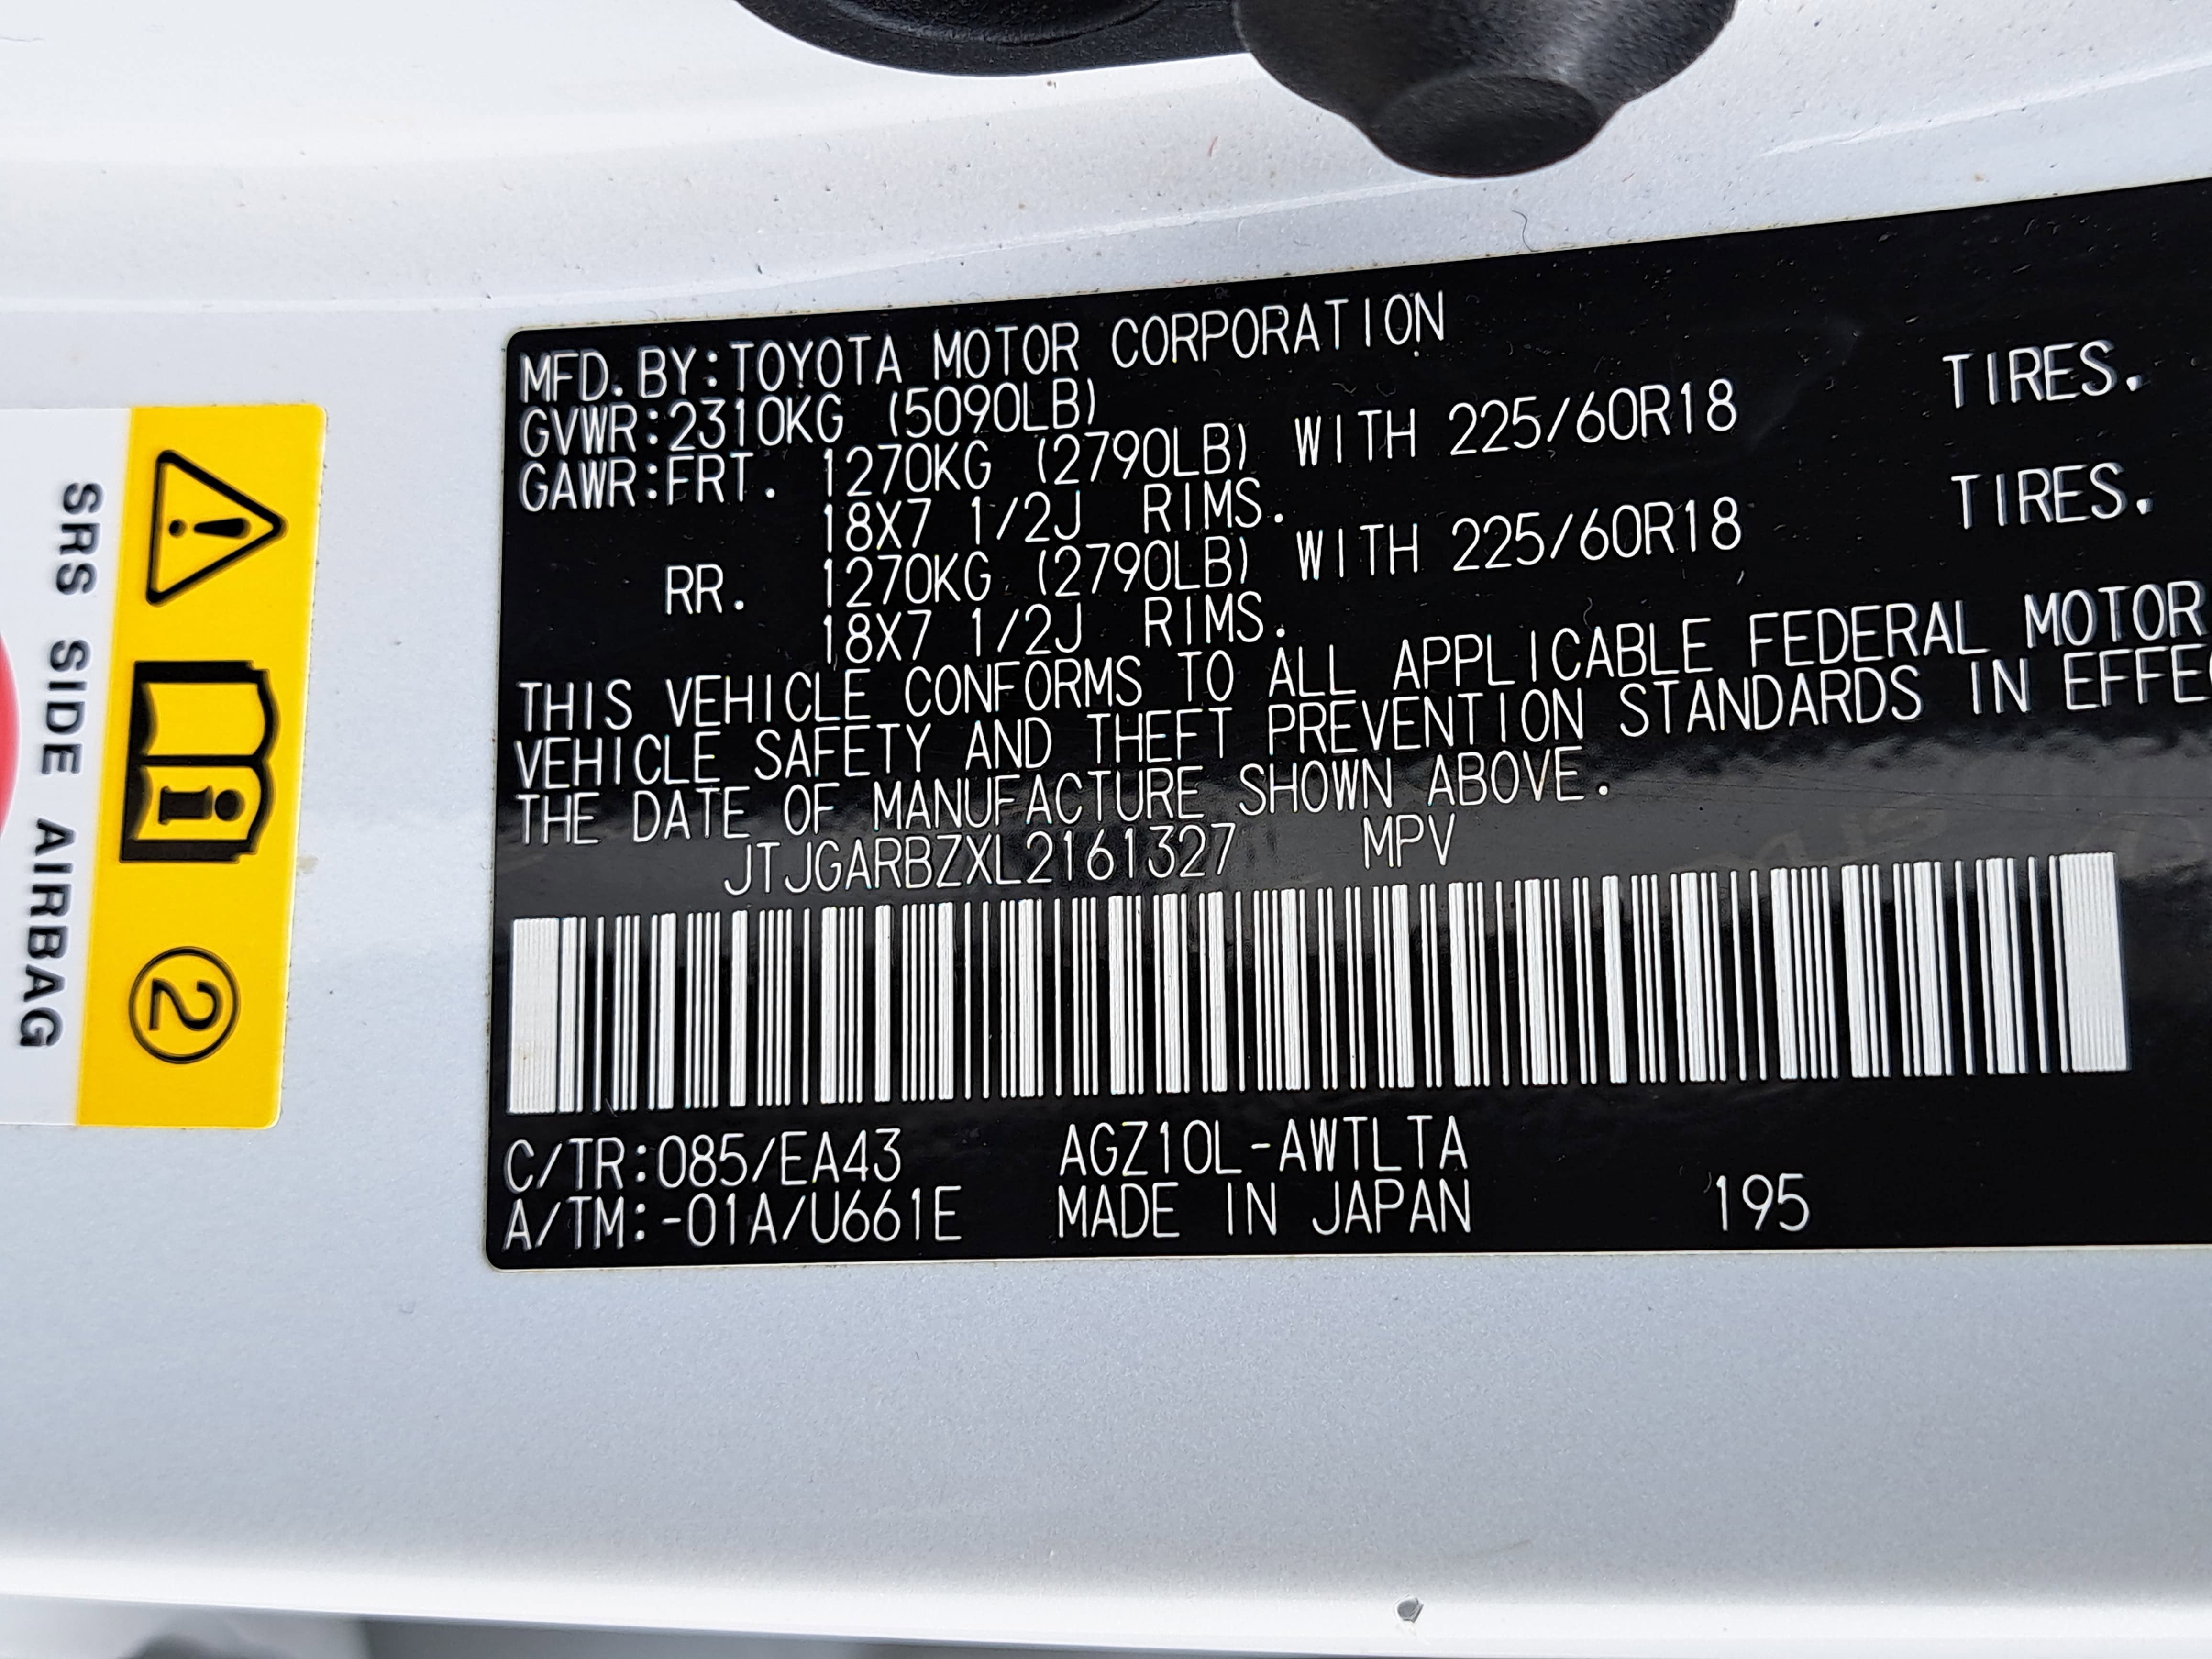 MFD.BY:TOYOTA MOTOR CORPORATION
GVWR:2310KG (5090LB)
GAWR:FRT. 1270KG (2790LB) WITH 225/60R18 TIRES.
18X7 1/2J RIMS.
RR. 1270KG (2790LB) WITH 225/60R18 TIRES.
18X7 1/2J RIMS.
THIS VEHICLE CONFORMS TO ALL APPLICABLE FEDERAL MOTOR
VEHICLE SAFETY AND THEFT PREVENTION STANDARDS IN EFFE
THE DATE OF MANUFACTURE SHOWN ABOVE.
JTJGARBZXL2161327 MPV
C/TR:085/EA43 AGZ10L-AWTLTA
A/TM:-01A/U661E MADE IN JAPAN 195
SRS SIDE AIRBAG
2